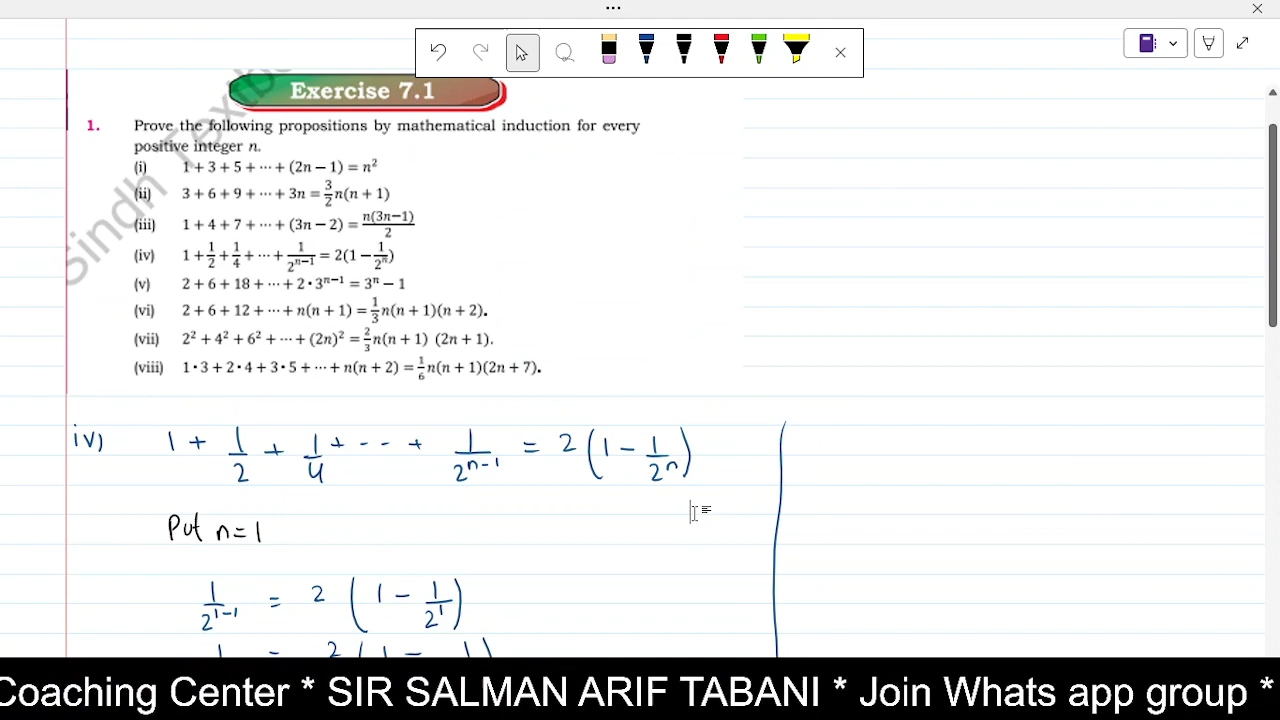 Exercise 7.1
1. Prove the following propositions by mathematical induction for every
positive integer n.
(i) 1 + 3 + 5 + ⋯ + (2n − 1) = n²
(ii) 3 + 6 + 9 + ⋯ + 3n = 3/2 n(n + 1)
(iii) 1 + 4 + 7 + ⋯ + (3n − 2) = n(3n−1)/2
(iv) 1 + 1/2 + 1/4 + ⋯ + 1/2ⁿ⁻¹ = 2(1 − 1/2ⁿ)
(v) 2 + 6 + 18 + ⋯ + 2 • 3ⁿ⁻¹ = 3ⁿ − 1
(vi) 2 + 6 + 12 + ⋯ + n(n + 1) = 1/3 n(n + 1)(n + 2).
(vii) 2² + 4² + 6² + ⋯ + (2n)² = 2/3 n(n + 1) (2n + 1).
(viii) 1 • 3 + 2 • 4 + 3 • 5 + ⋯ + n(n + 2) = 1/6 n(n + 1)(2n + 7).
Sindh
iv) 1 + 1/2 + 1/4 + - - - + 1/2ⁿ⁻¹ = 2 (1 − 1/2ⁿ)
Put n = 1
1/2¹⁻¹ = 2 (1 − 1/2¹)
Coaching Center * SIR SALMAN ARIF TABANI * Join Whats app group *